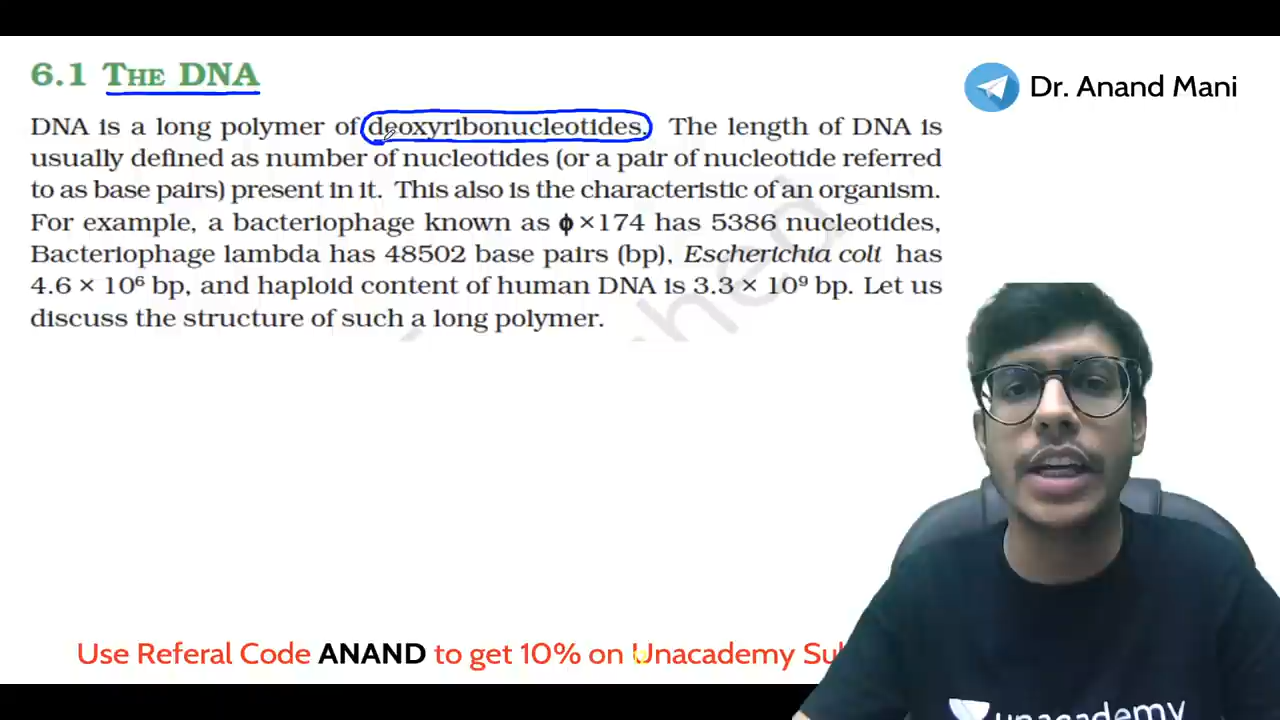 6.1 THE DNA
Dr. Anand Mani
DNA is a long polymer of deoxyribonucleotides. The length of DNA is
usually defined as number of nucleotides (or a pair of nucleotide referred
to as base pairs) present in it. This also is the characteristic of an organism.
For example, a bacteriophage known as ϕ ×174 has 5386 nucleotides,
Bacteriophage lambda has 48502 base pairs (bp), Escherichia coli has
4.6 × 10⁶ bp, and haploid content of human DNA is 3.3 × 10⁹ bp. Let us
discuss the structure of such a long polymer.
Use Referal Code ANAND to get 10% on Unacademy
unacademy